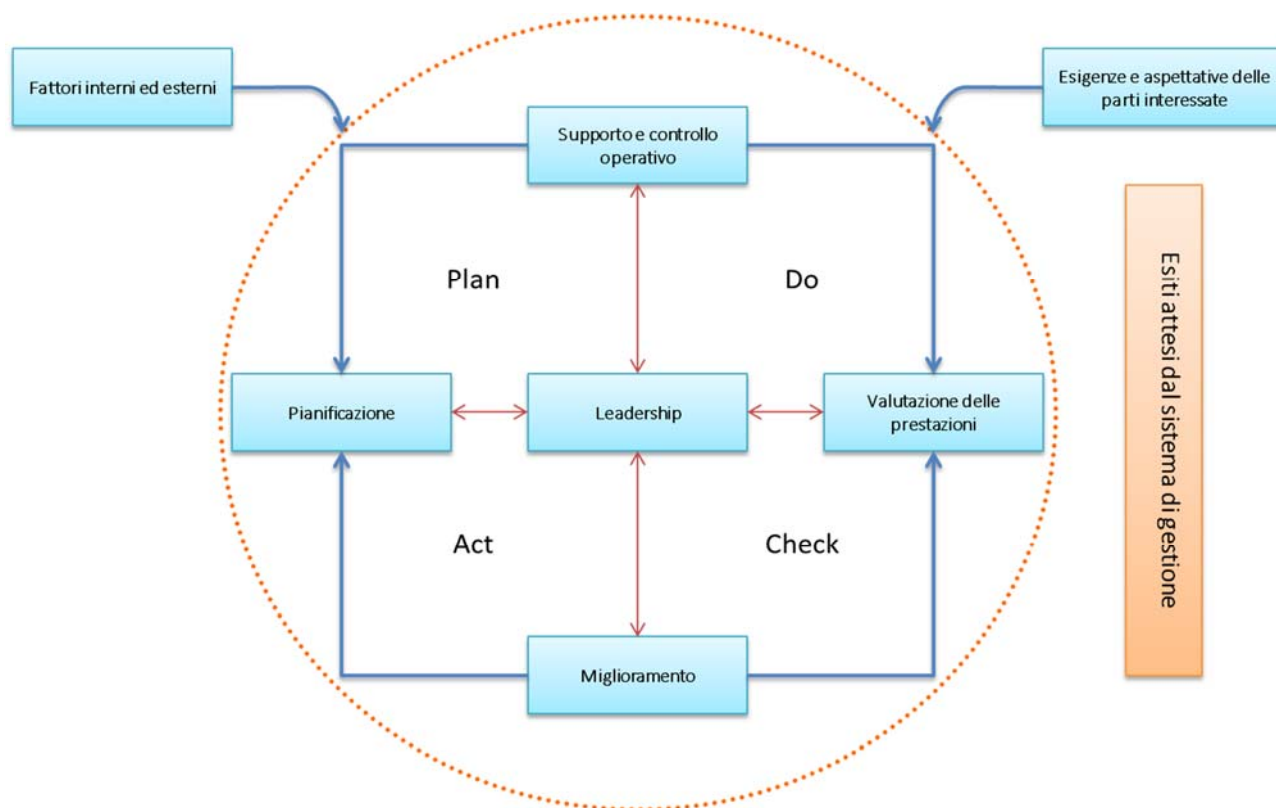 Fattori interni ed esterni
Esigenze e aspettative delle
parti interessate
Supporto e controllo
operativo
Plan
Do
Pianificazione
Leadership
Valutazione delle
prestazioni
Act
Check
Miglioramento
Esiti attesi dal sistema di gestione